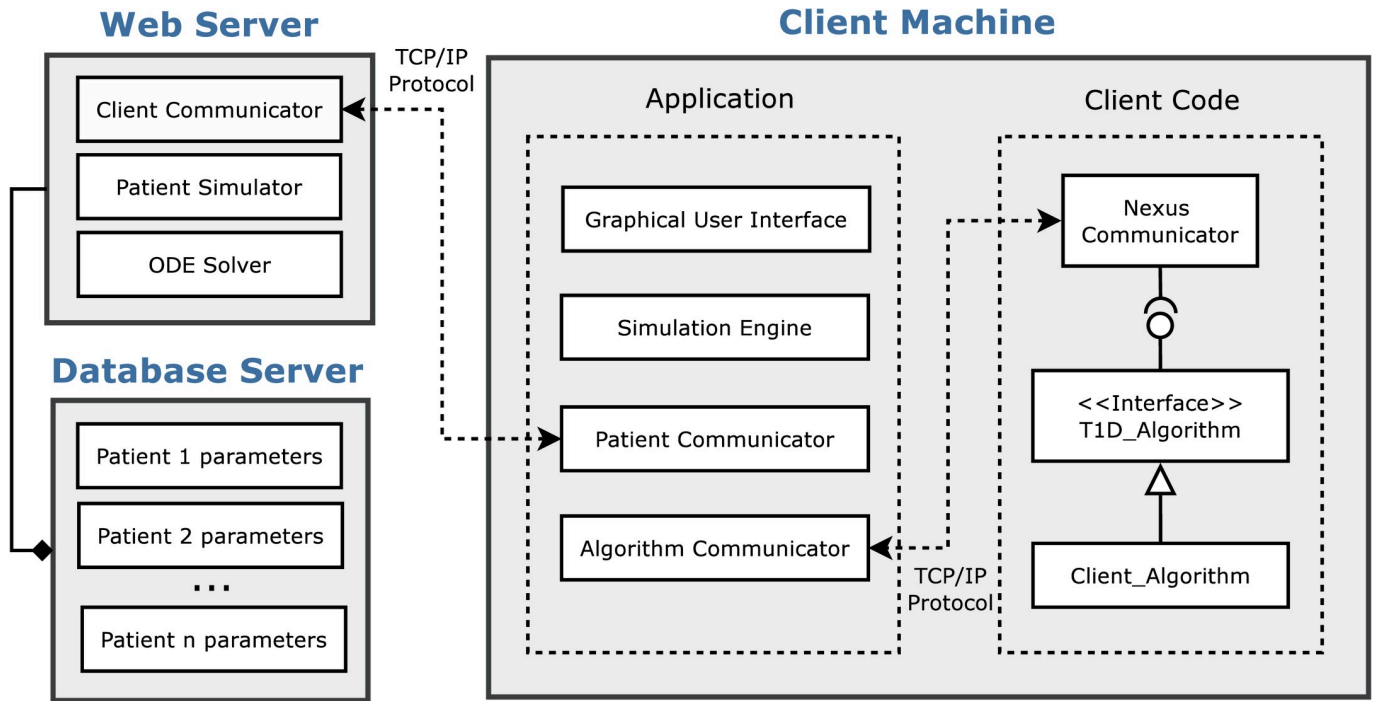 Web Server
Client Communicator
Patient Simulator
ODE Solver
Database Server
Patient 1 parameters
Patient 2 parameters
...
Patient n parameters
TCP/IP
Protocol
Client Machine
Application
Graphical User Interface
Simulation Engine
Patient Communicator
Algorithm Communicator
TCP/IP
Protocol
Client Code
Nexus
Communicator
<<Interface>>
T1D_Algorithm
Client_Algorithm